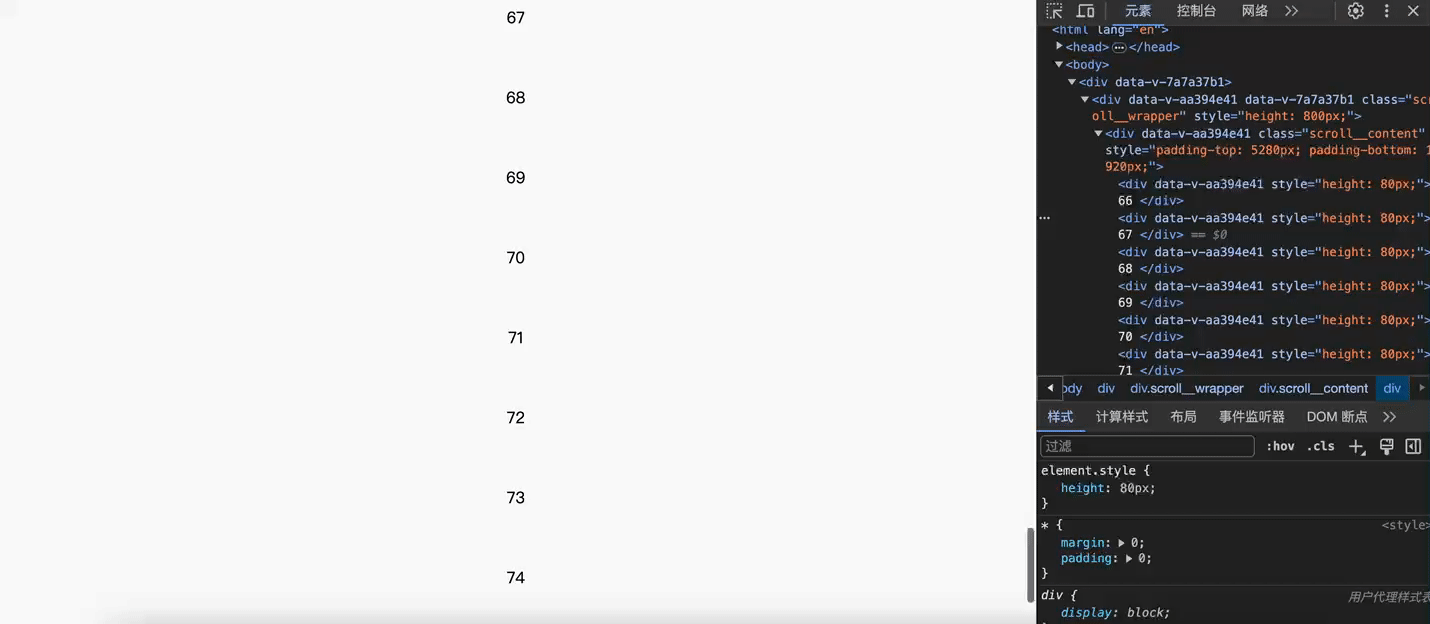 67
68
69
70
71
72
73
74
元素 控制台 网络
<html lang="en">
<head> </head>
<body>
<div data-v-7a7a37b1>
<div data-v-aa394e41 data-v-7a7a37b1 class="scr
oll__wrapper" style="height: 800px;">
<div data-v-aa394e41 class="scroll__content"
style="padding-top: 5280px; padding-bottom: 1
920px;">
<div data-v-aa394e41 style="height: 80px;">
66 </div>
<div data-v-aa394e41 style="height: 80px;">
67 </div> == $0
<div data-v-aa394e41 style="height: 80px;">
68 </div>
<div data-v-aa394e41 style="height: 80px;">
69 </div>
<div data-v-aa394e41 style="height: 80px;">
70 </div>
<div data-v-aa394e41 style="height: 80px;">
71 </div>
ody div div.scroll__wrapper div.scroll__content div
样式 计算样式 布局 事件监听器 DOM 断点
过滤 :hov .cls
element.style {
height: 80px;
}
* { <style>
margin: 0;
padding: 0;
}
div { 用户代理样式表
display: block;